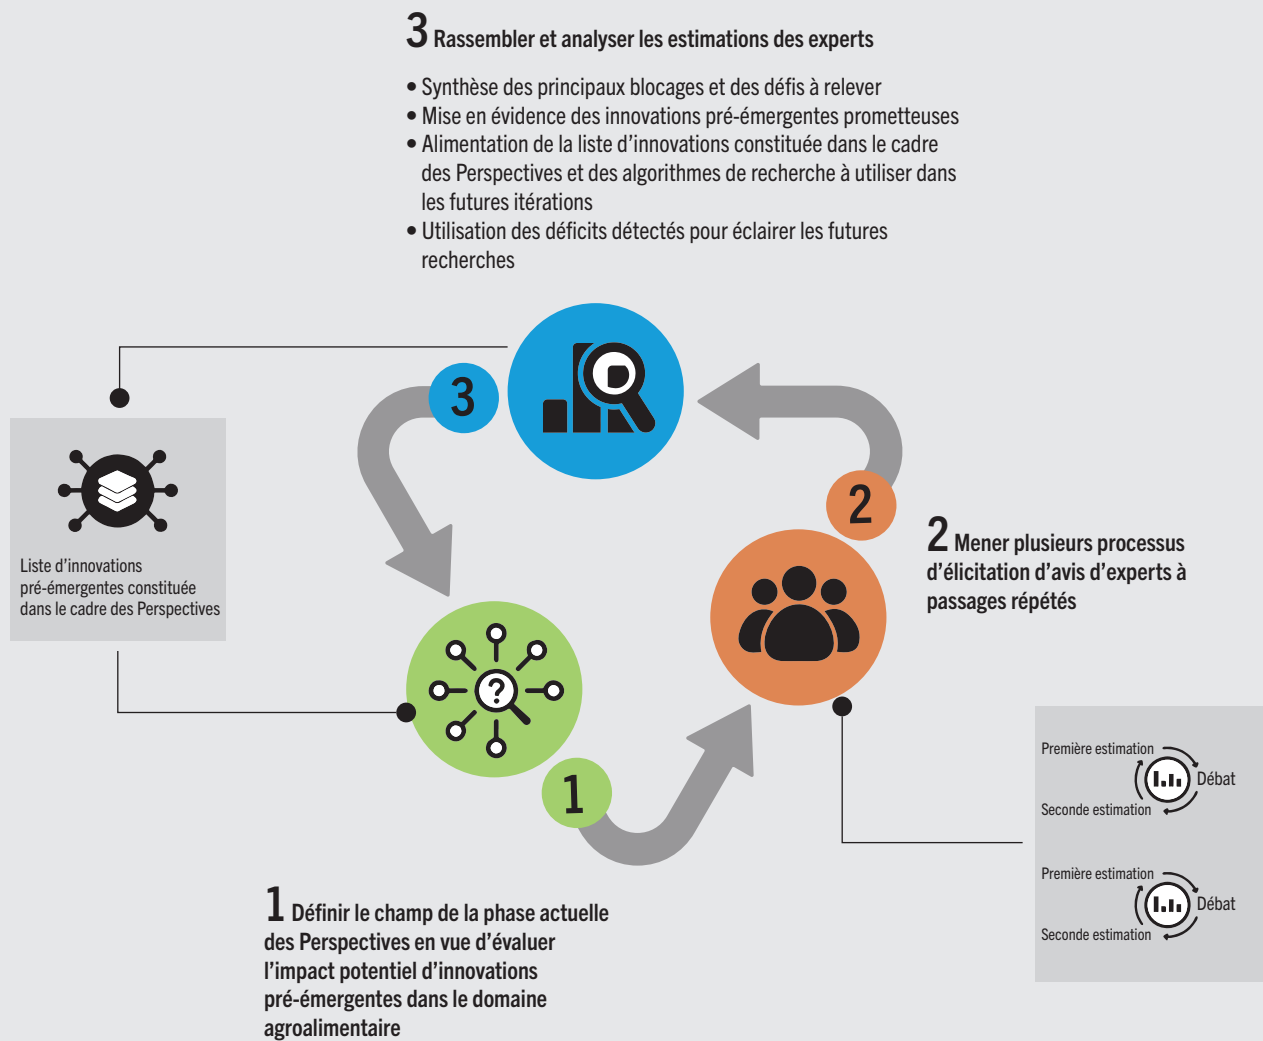 3 Rassembler et analyser les estimations des experts
• Synthèse des principaux blocages et des défis à relever
• Mise en évidence des innovations pré-émergentes prometteuses
• Alimentation de la liste d’innovations constituée dans le cadre
des Perspectives et des algorithmes de recherche à utiliser dans
les futures itérations
• Utilisation des déficits détectés pour éclairer les futures
recherches
3
2
Liste d’innovations
pré-émergentes constituée
dans le cadre des Perspectives
2 Mener plusieurs processus
d’élicitation d’avis d’experts à
passages répétés
?
1
Première estimation
Débat
Seconde estimation
Première estimation
Débat
Seconde estimation
1 Définir le champ de la phase actuelle
des Perspectives en vue d’évaluer
l’impact potentiel d’innovations
pré-émergentes dans le domaine
agroalimentaire